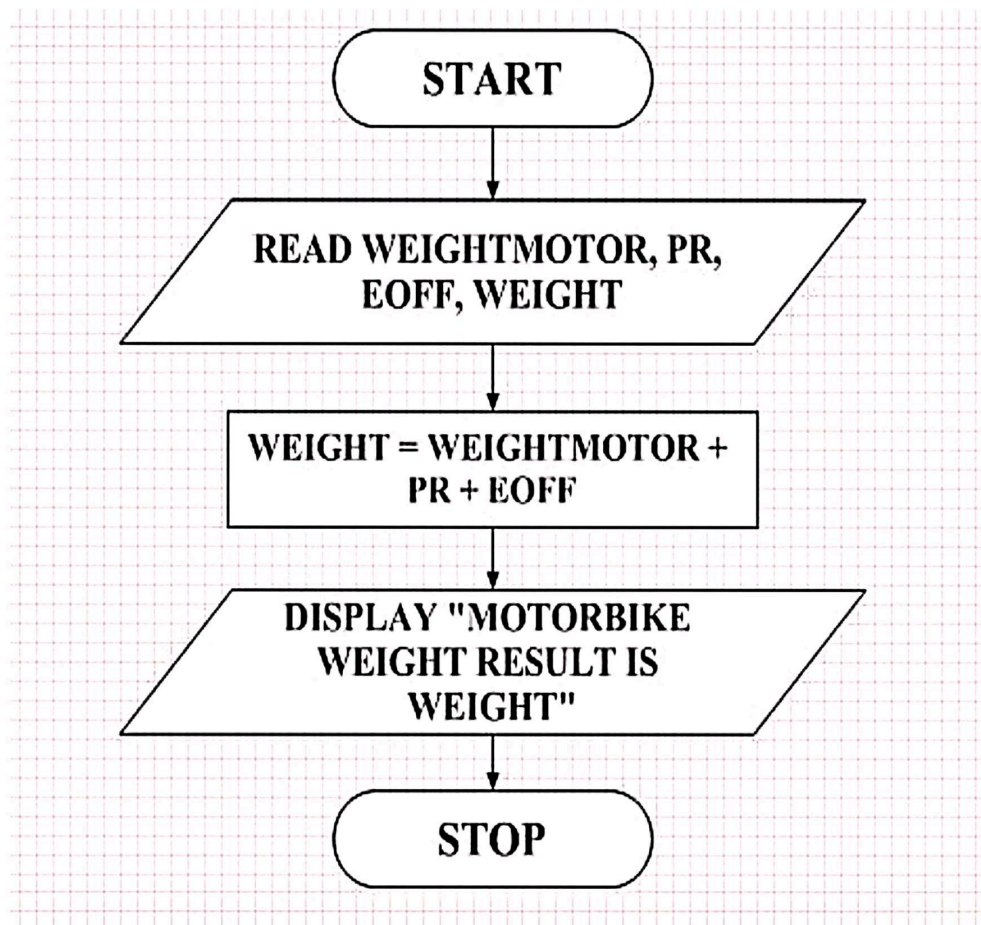 START
READ WEIGHTMOTOR, PR,
EOFF, WEIGHT
WEIGHT = WEIGHTMOTOR +
PR + EOFF
DISPLAY "MOTORBIKE
WEIGHT RESULT IS
WEIGHT"
STOP